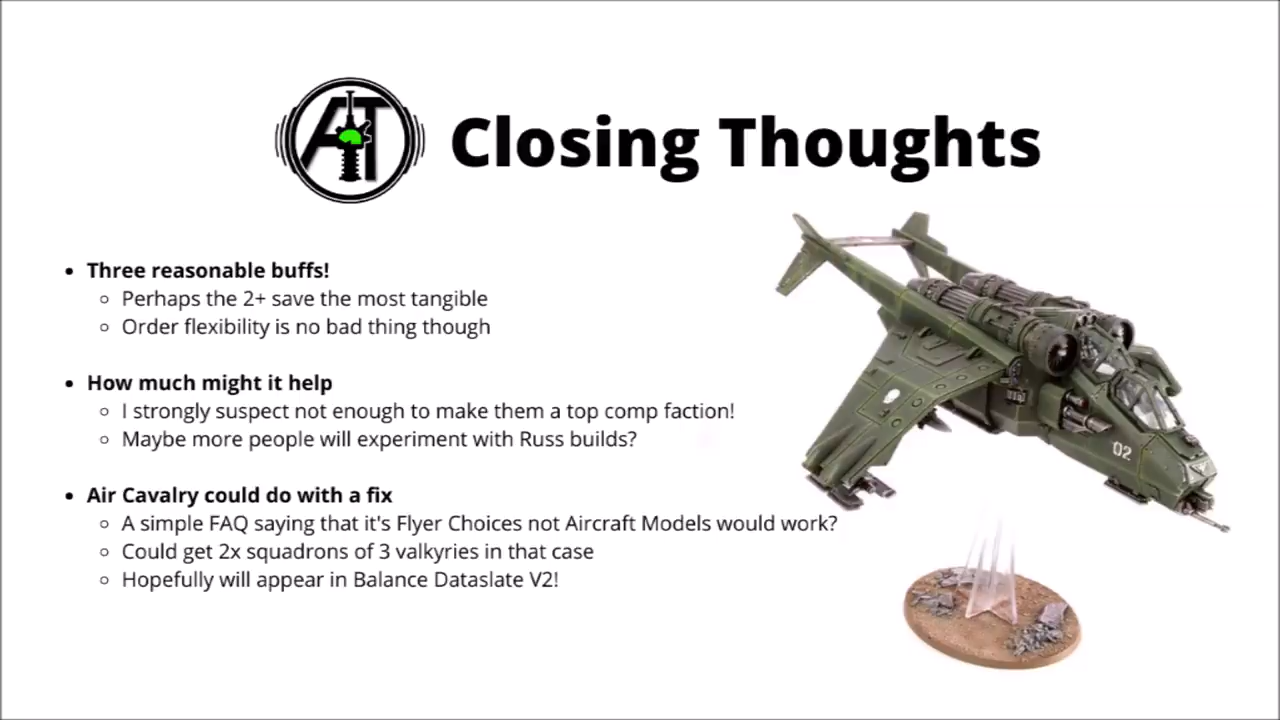 AT
Closing Thoughts
Three reasonable buffs!
Perhaps the 2+ save the most tangible
Order flexibility is no bad thing though
How much might it help
I strongly suspect not enough to make them a top comp faction!
Maybe more people will experiment with Russ builds?
Air Cavalry could do with a fix
A simple FAQ saying that it's Flyer Choices not Aircraft Models would work?
Could get 2x squadrons of 3 valkyries in that case
Hopefully will appear in Balance Dataslate V2!
02